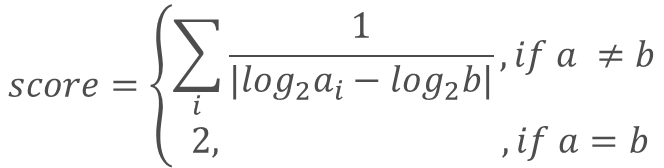 score = { ∑_i 1 / |log₂aᵢ − log₂b| , if a ≠ b
2, , if a = b